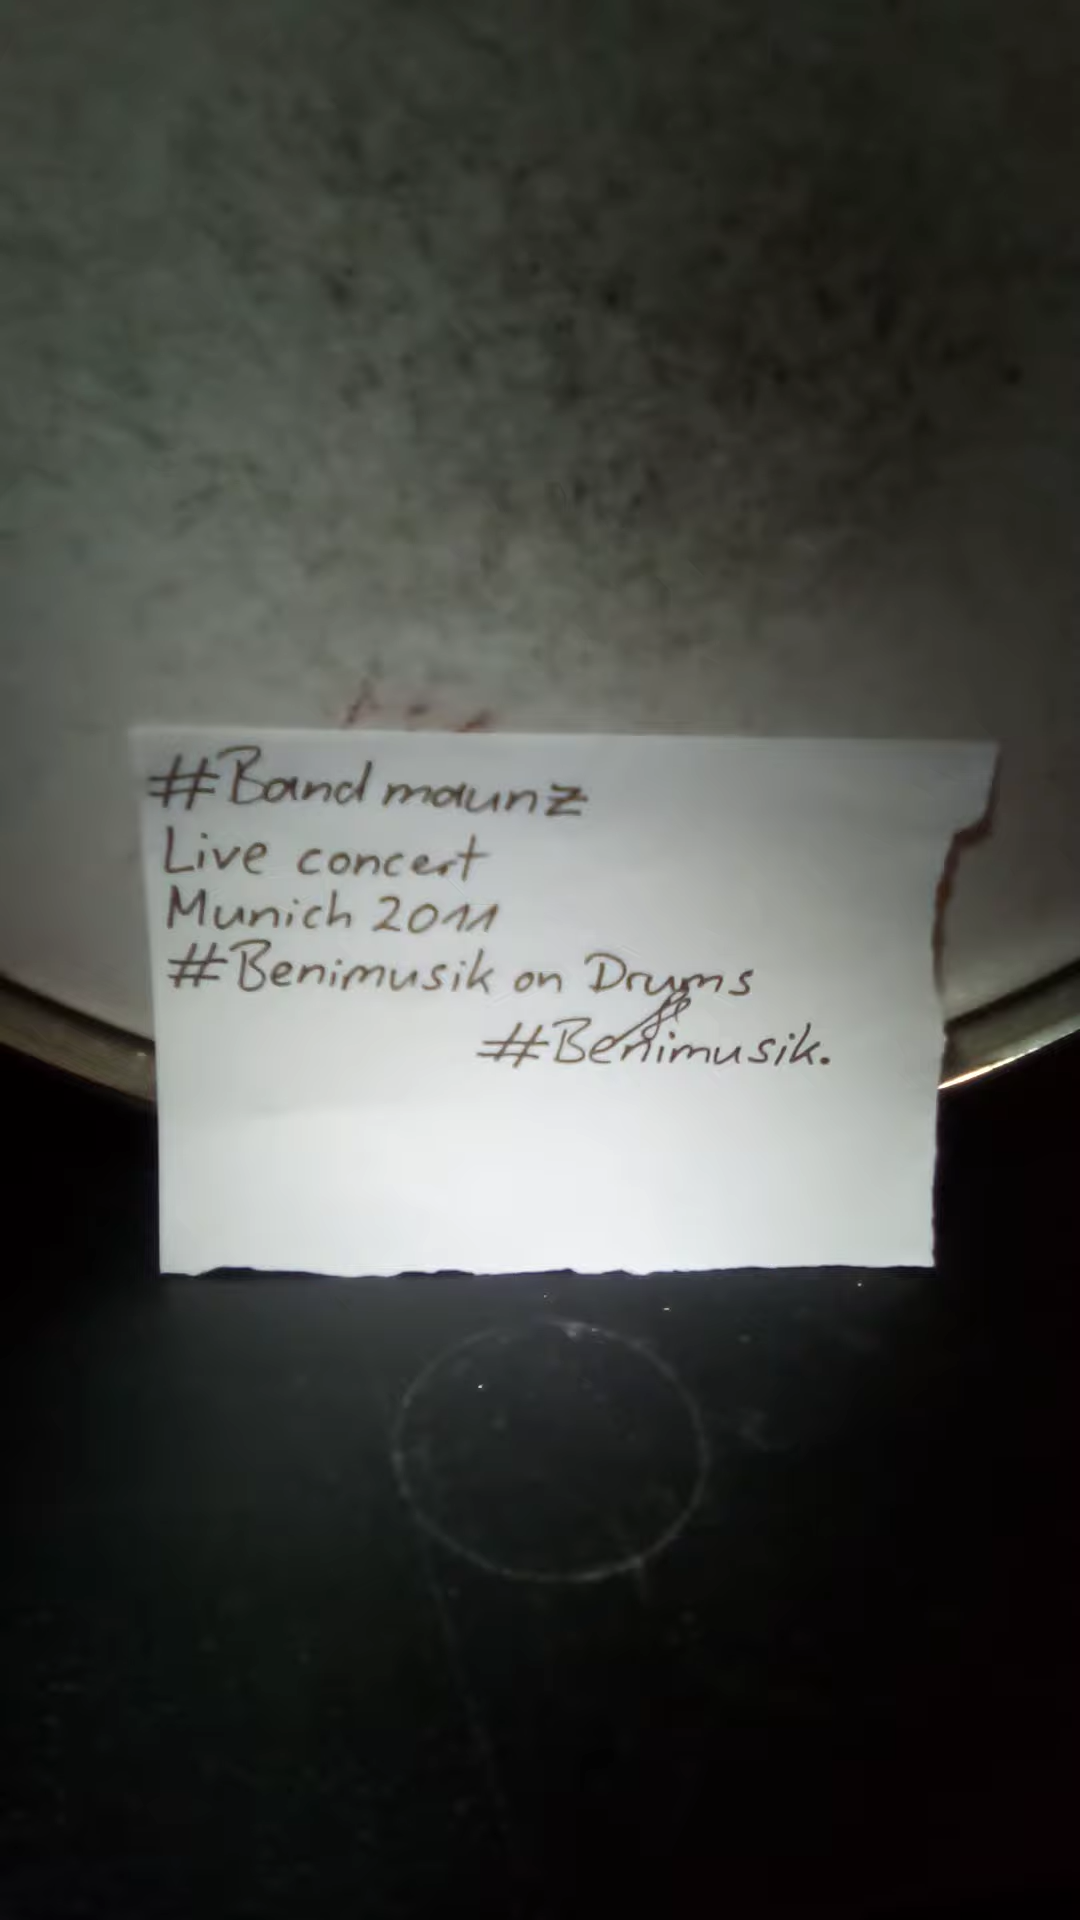 #Bandmaunz
Live concert
Munich 2011
#Benimusik on Drums
#Benimusik.